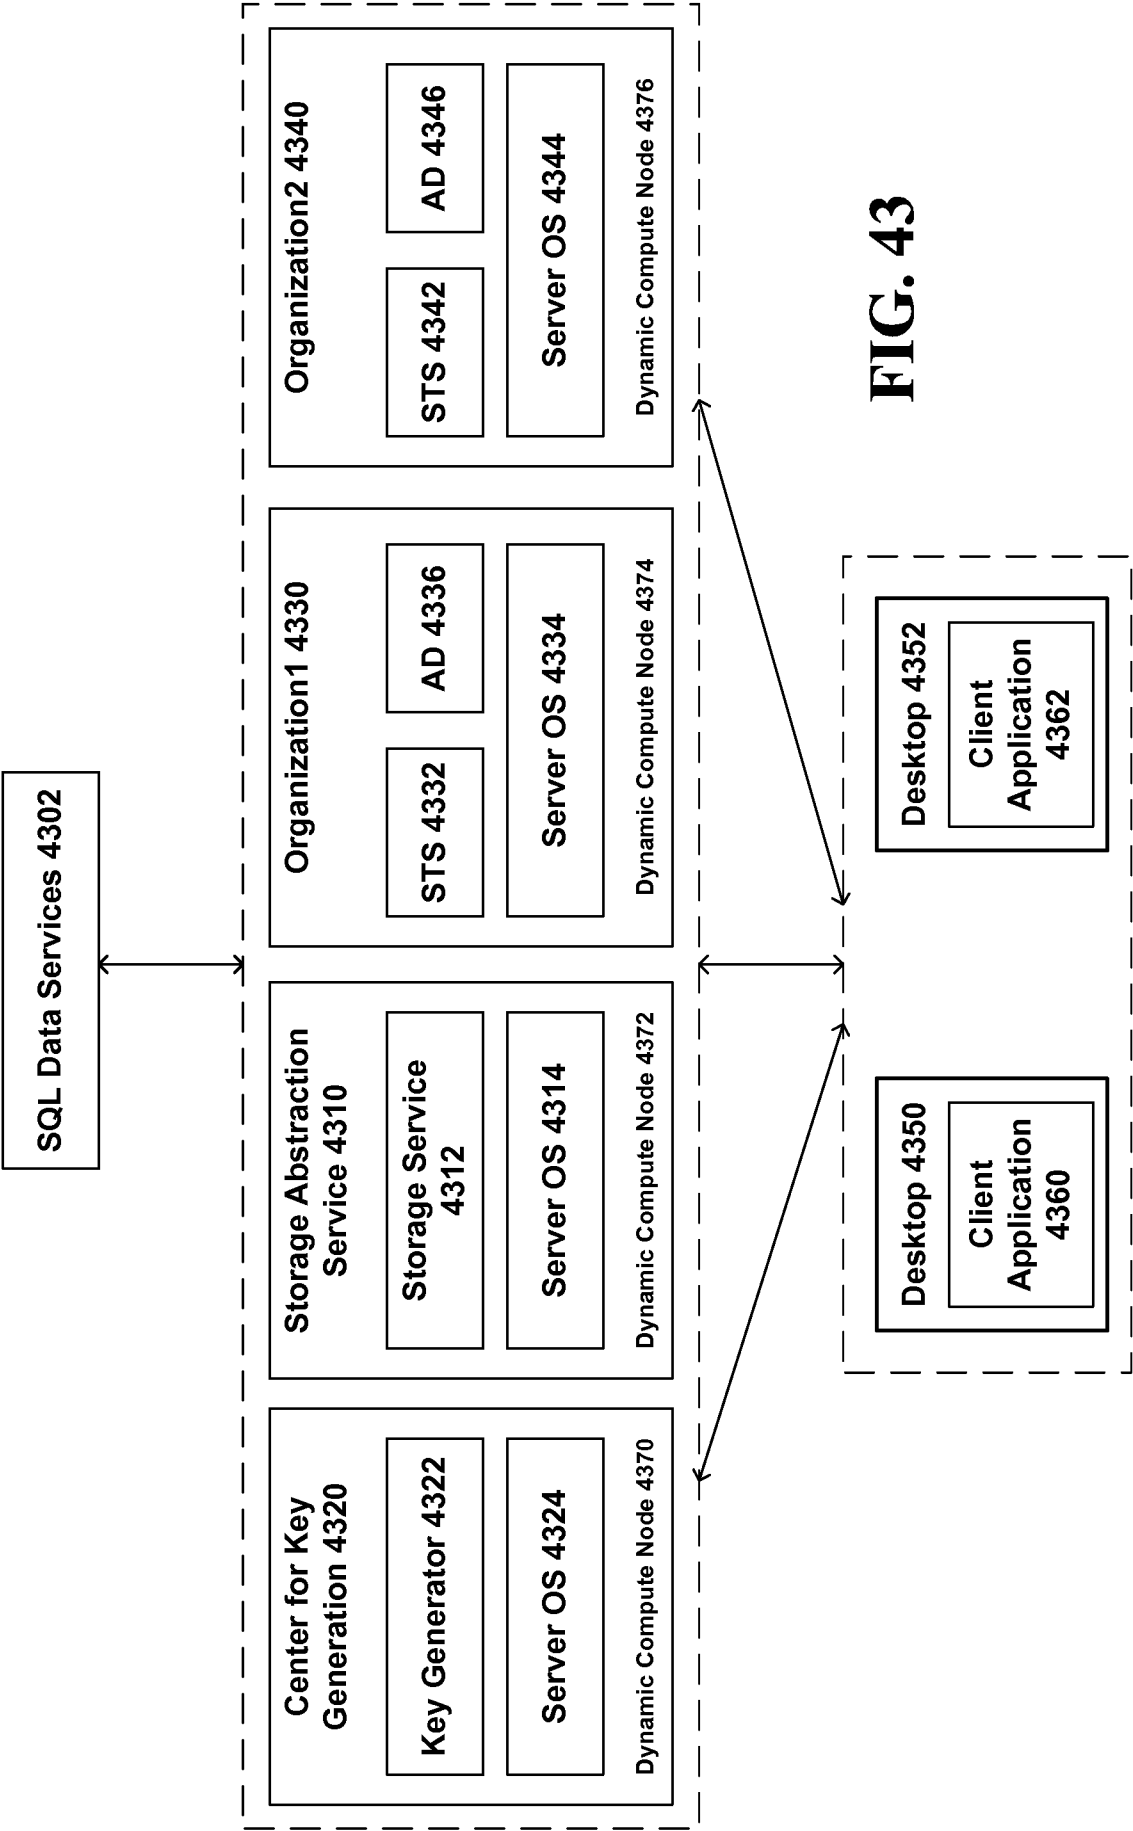 SQL Data Services 4302
Center for Key
Generation 4320
Key Generator 4322
Server OS 4324
Dynamic Compute Node 4370
Storage Abstraction
Service 4310
Storage Service
4312
Server OS 4314
Dynamic Compute Node 4372
Organization1 4330
STS 4332
AD 4336
Server OS 4334
Dynamic Compute Node 4374
Organization2 4340
STS 4342
AD 4346
Server OS 4344
Dynamic Compute Node 4376
Desktop 4350
Client
Application
4360
Desktop 4352
Client
Application
4362
FIG. 43